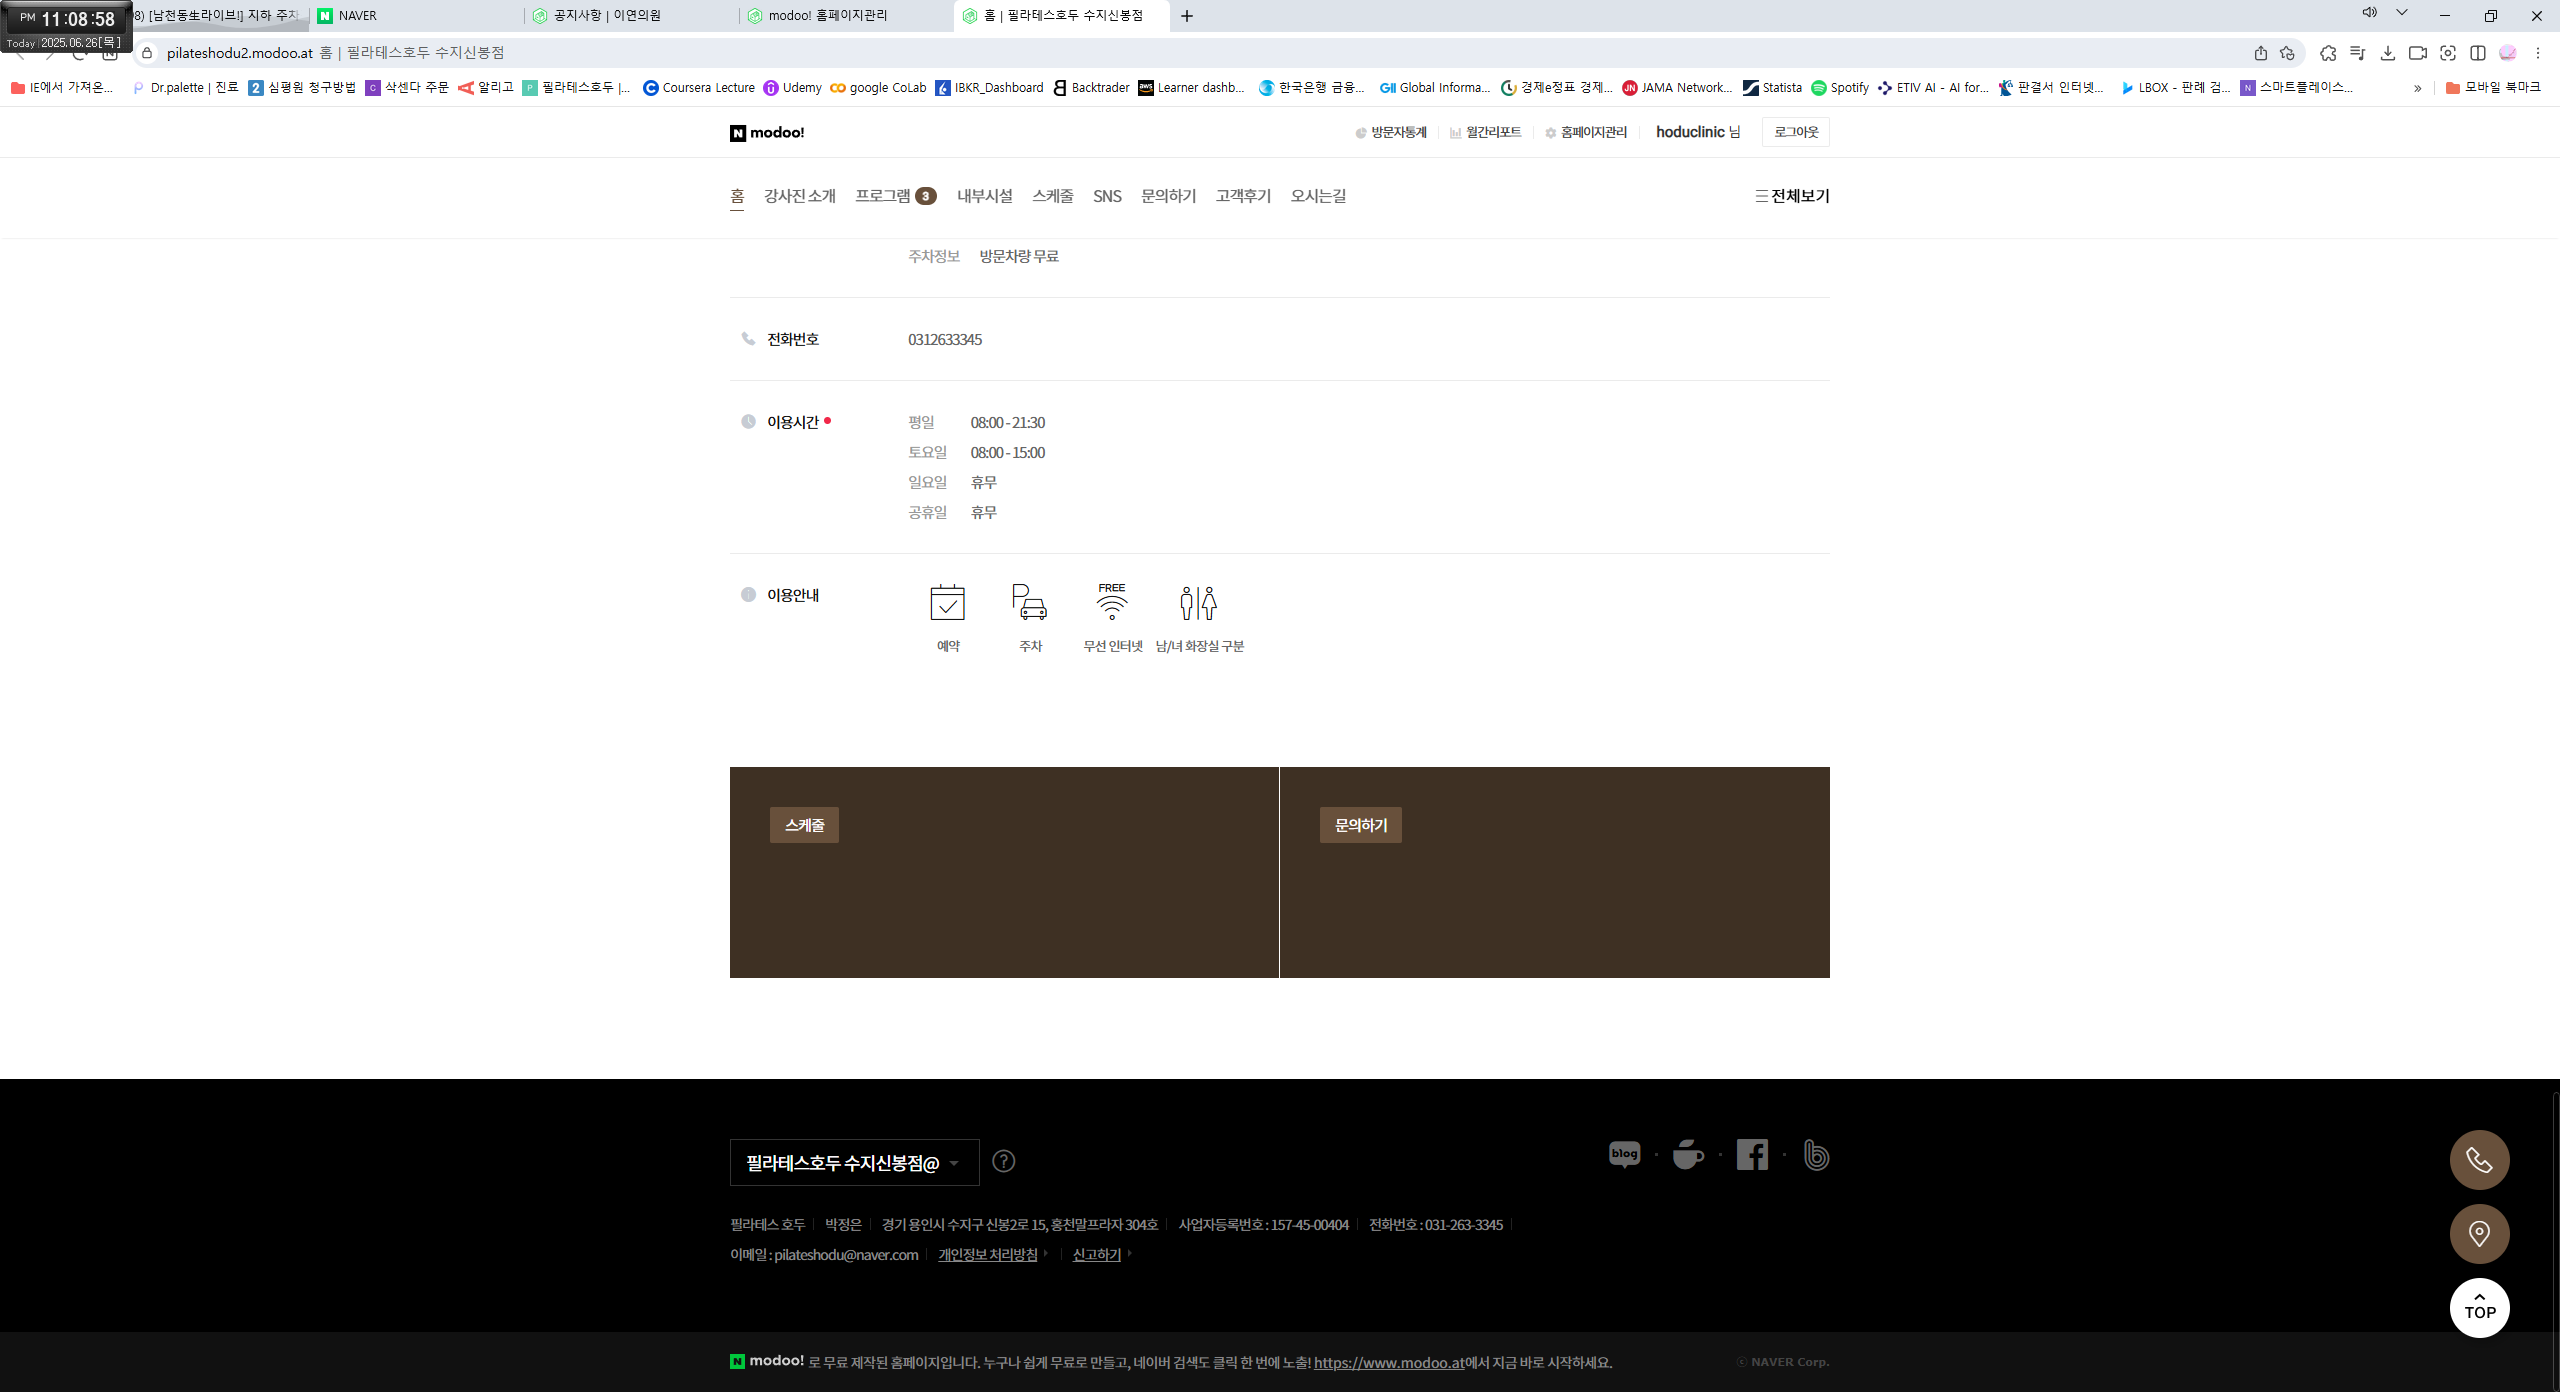 PM 11:08:58
Today 2025.06.26[목]
8) [남천동生라이브!] 지하 주차
NAVER
공지사항 | 이연의원
modoo! 홈페이지관리
홈 | 필라테스호두 수지신봉점
pilateshodu2.modoo.at 홈 | 필라테스호두 수지신봉점
IE에서 가져온...
Dr.palette | 진료
심평원 청구방법
삭센다 주문
알리고
필라테스호두 |...
Coursera Lecture
Udemy
google CoLab
IBKR_Dashboard
Backtrader
Learner dashb...
한국은행 금융...
Global Informa...
경제e정표 경제...
JAMA Network...
Statista
Spotify
ETIV AI - AI for...
판결서 인터넷...
LBOX - 판례 검...
스마트플레이스...
»
모바일 북마크
modoo!
방문자통계
월간리포트
홈페이지관리
hoduclinic 님
로그아웃
홈 강사진 소개 프로그램 3 내부시설 스케줄 SNS 문의하기 고객후기 오시는길
전체보기
주차정보 방문차량 무료
전화번호 0312633345
이용시간 평일 08:00 - 21:30
토요일 08:00 - 15:00
일요일 휴무
공휴일 휴무
이용안내
FREE
예약 주차 무선 인터넷 남/녀 화장실 구분
스케줄
문의하기
필라테스호두 수지신봉점@
?
blog
필라테스 호두 박정은 경기 용인시 수지구 신봉2로 15, 홍천말프라자 304호 사업자등록번호 : 157-45-00404 전화번호 : 031-263-3345
이메일 : pilateshodu@naver.com 개인정보 처리방침 신고하기
TOP
modoo! 로 무료 제작된 홈페이지입니다. 누구나 쉽게 무료로 만들고, 네이버 검색도 클릭 한 번에 노출! https://www.modoo.at에서 지금 바로 시작하세요.
ⓒ NAVER Corp.